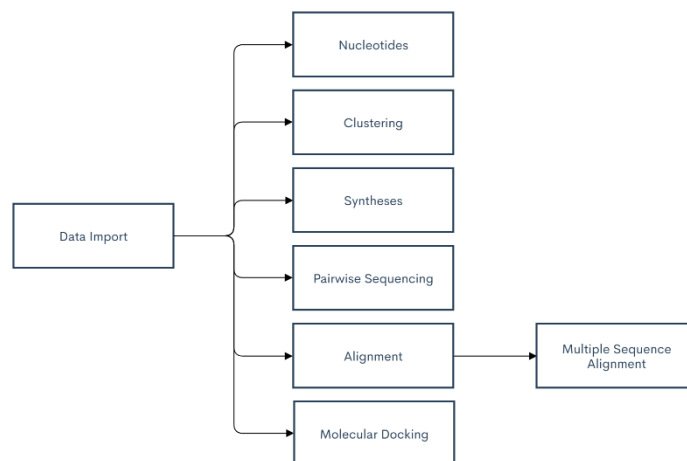 Nucleotides
Clustering
Syntheses
Data Import
Pairwise Sequencing
Alignment
Multiple Sequence
Alignment
Molecular Docking